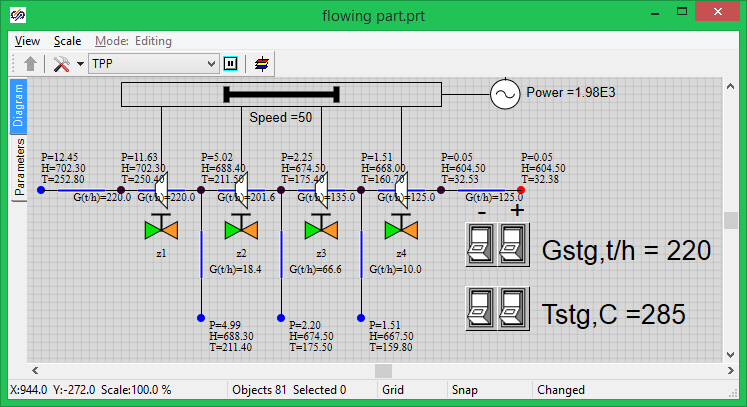 flowing part.prt
View Scale Mode: Editing
TPP
Diagram
Parameters
Power =1.98E3
Speed =50
P=12.45
H=702.30
T=252.80
P=11.63
H=702.30
T=250.40
P=5.02
H=688.40
T=211.50
P=2.25
H=674.50
T=175.40
P=1.51
H=668.00
T=160.70
P=0.05
H=604.50
T=32.53
P=0.05
H=604.50
T=32.38
G(t/h)=220.0
G(t/h)=220.0
G(t/h)=201.6
G(t/h)=135.0
G(t/h)=125.0
G(t/h)=125.0
- +
z1
z2
z3
z4
G(t/h)=18.4
G(t/h)=66.6
G(t/h)=10.0
Gstg,t/h = 220
Tstg,C =285
P=4.99
H=688.30
T=211.40
P=2.20
H=674.50
T=175.50
P=1.51
H=667.50
T=159.80
X:944.0 Y:-272.0 Scale:100.0 %
Objects 81 Selected 0
Grid
Snap
Changed